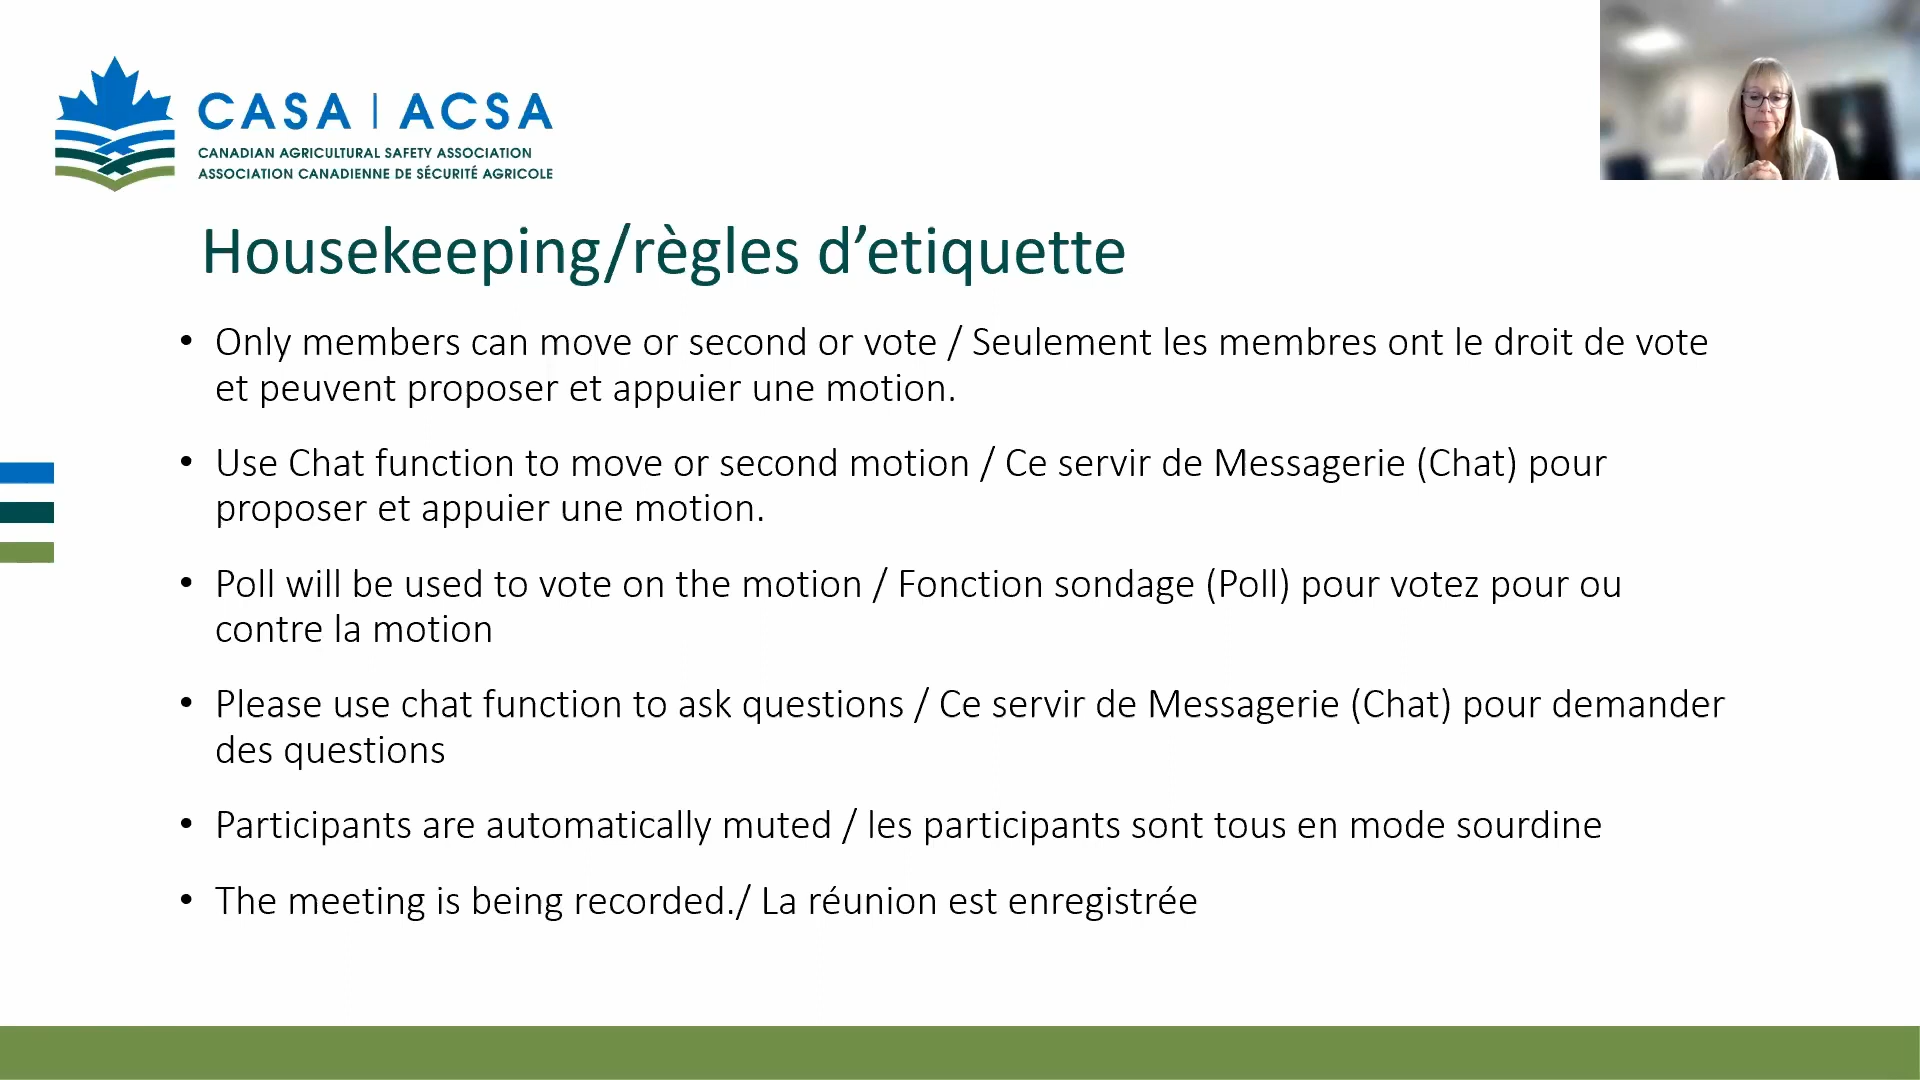 CASA | ACSA
CANADIAN AGRICULTURAL SAFETY ASSOCIATION
ASSOCIATION CANADIENNE DE SÉCURITÉ AGRICOLE
Housekeeping/règles d’etiquette
• Only members can move or second or vote / Seulement les membres ont le droit de vote
et peuvent proposer et appuier une motion.
• Use Chat function to move or second motion / Ce servir de Messagerie (Chat) pour
proposer et appuier une motion.
• Poll will be used to vote on the motion / Fonction sondage (Poll) pour votez pour ou
contre la motion
• Please use chat function to ask questions / Ce servir de Messagerie (Chat) pour demander
des questions
• Participants are automatically muted / les participants sont tous en mode sourdine
• The meeting is being recorded./ La réunion est enregistrée